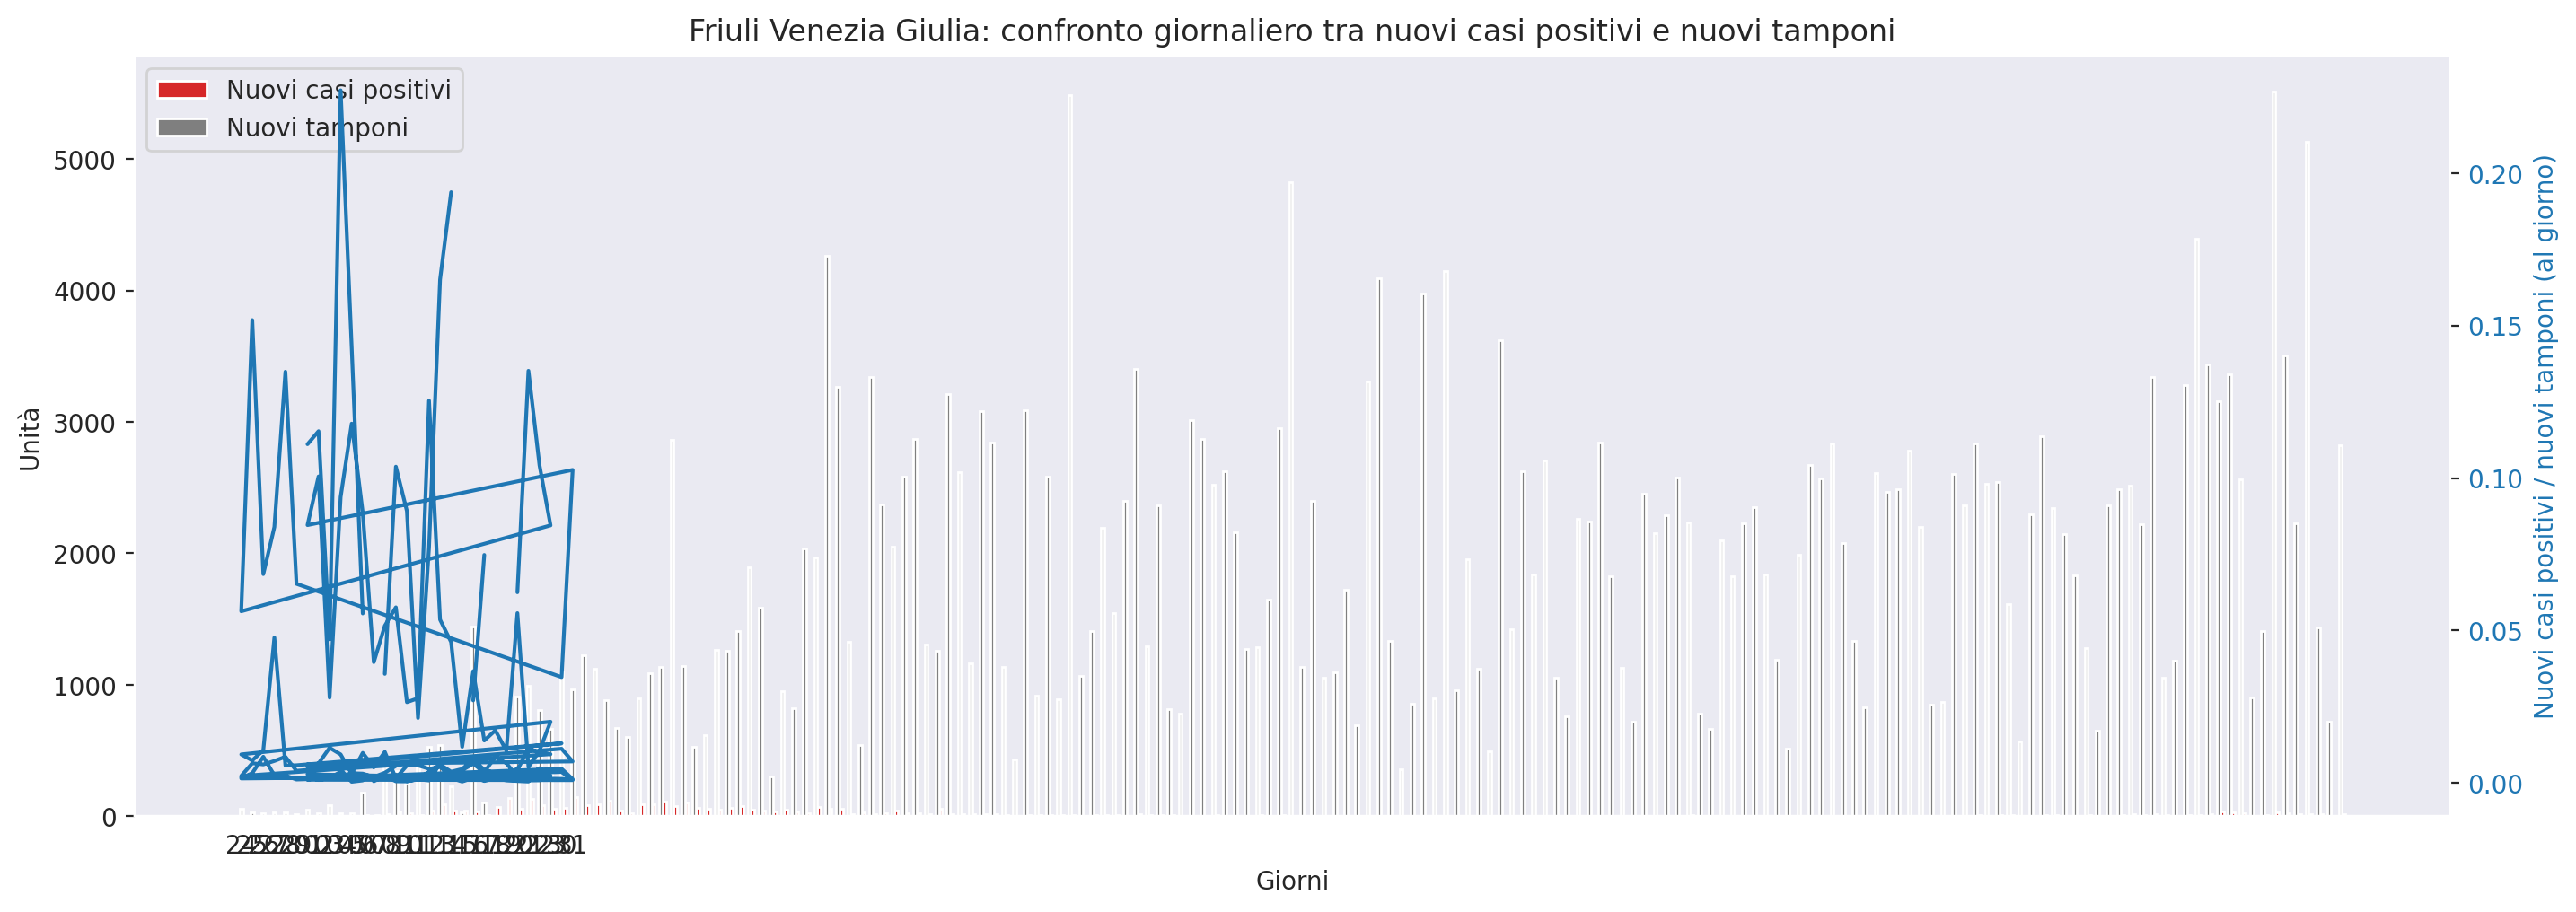 Friuli Venezia Giulia: confronto giornaliero tra nuovi casi positivi e nuovi tamponi
Nuovi casi positivi
Nuovi tamponi
5000
4000
3000
2000
1000
0
Unità
0.20
0.15
0.10
0.05
0.00
Nuovi casi positivi / nuovi tamponi (al giorno)
Giorni